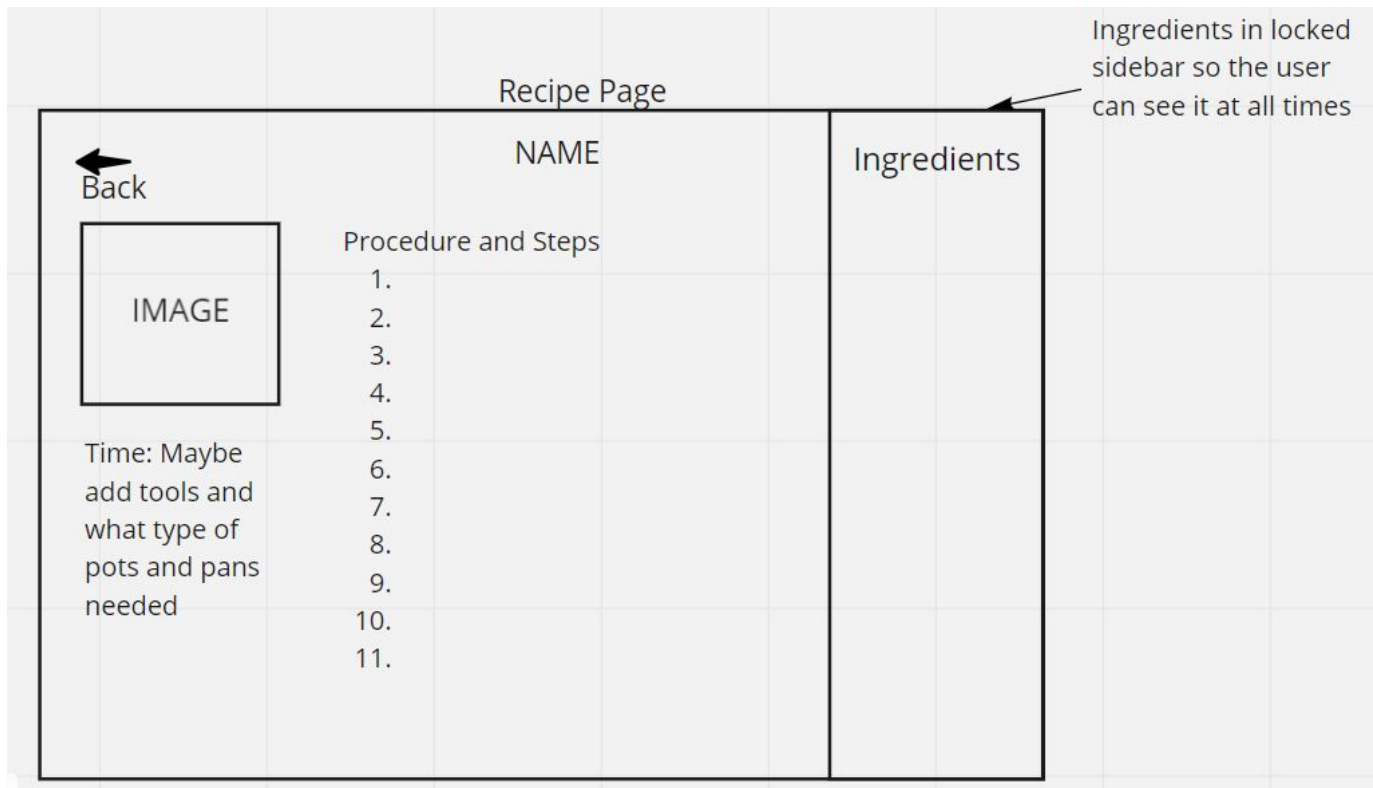 Ingredients in locked
sidebar so the user
can see it at all times
Recipe Page
NAME
Back
IMAGE
Time: Maybe
add tools and
what type of
pots and pans
needed
Procedure and Steps
1.
2.
3.
4.
5.
6.
7.
8.
9.
10.
11.
Ingredients